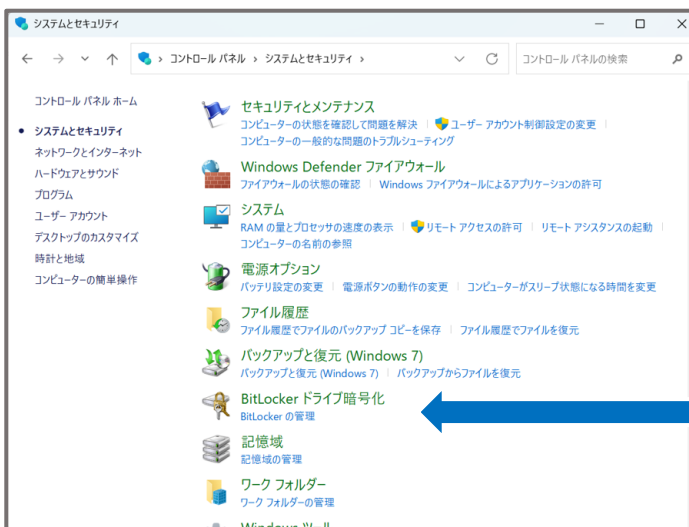 システムとセキュリティ
コントロール パネル › システムとセキュリティ ›
コントロール パネルの検索
コントロール パネル ホーム
システムとセキュリティ
ネットワークとインターネット
ハードウェアとサウンド
プログラム
ユーザー アカウント
デスクトップのカスタマイズ
時計と地域
コンピューターの簡単操作
セキュリティとメンテナンス
コンピューターの状態を確認して問題を解決 | ユーザー アカウント制御設定の変更 |
コンピューターの一般的な問題のトラブルシューティング
Windows Defender ファイアウォール
ファイアウォールの状態の確認 | Windows ファイアウォールによるアプリケーションの許可
システム
RAM の量とプロセッサの速度の表示 | リモート アクセスの許可 | リモート アシスタンスの起動 |
コンピューターの名前の参照
電源オプション
バッテリ設定の変更 | 電源ボタンの動作の変更 | コンピューターがスリープ状態になる時間を変更
ファイル履歴
ファイル履歴でファイルのバックアップ コピーを保存 | ファイル履歴でファイルを復元
バックアップと復元 (Windows 7)
バックアップと復元 (Windows 7) | バックアップからファイルを復元
BitLocker ドライブ暗号化
BitLocker の管理
記憶域
記憶域の管理
ワーク フォルダー
ワーク フォルダーの管理
Windows ツール